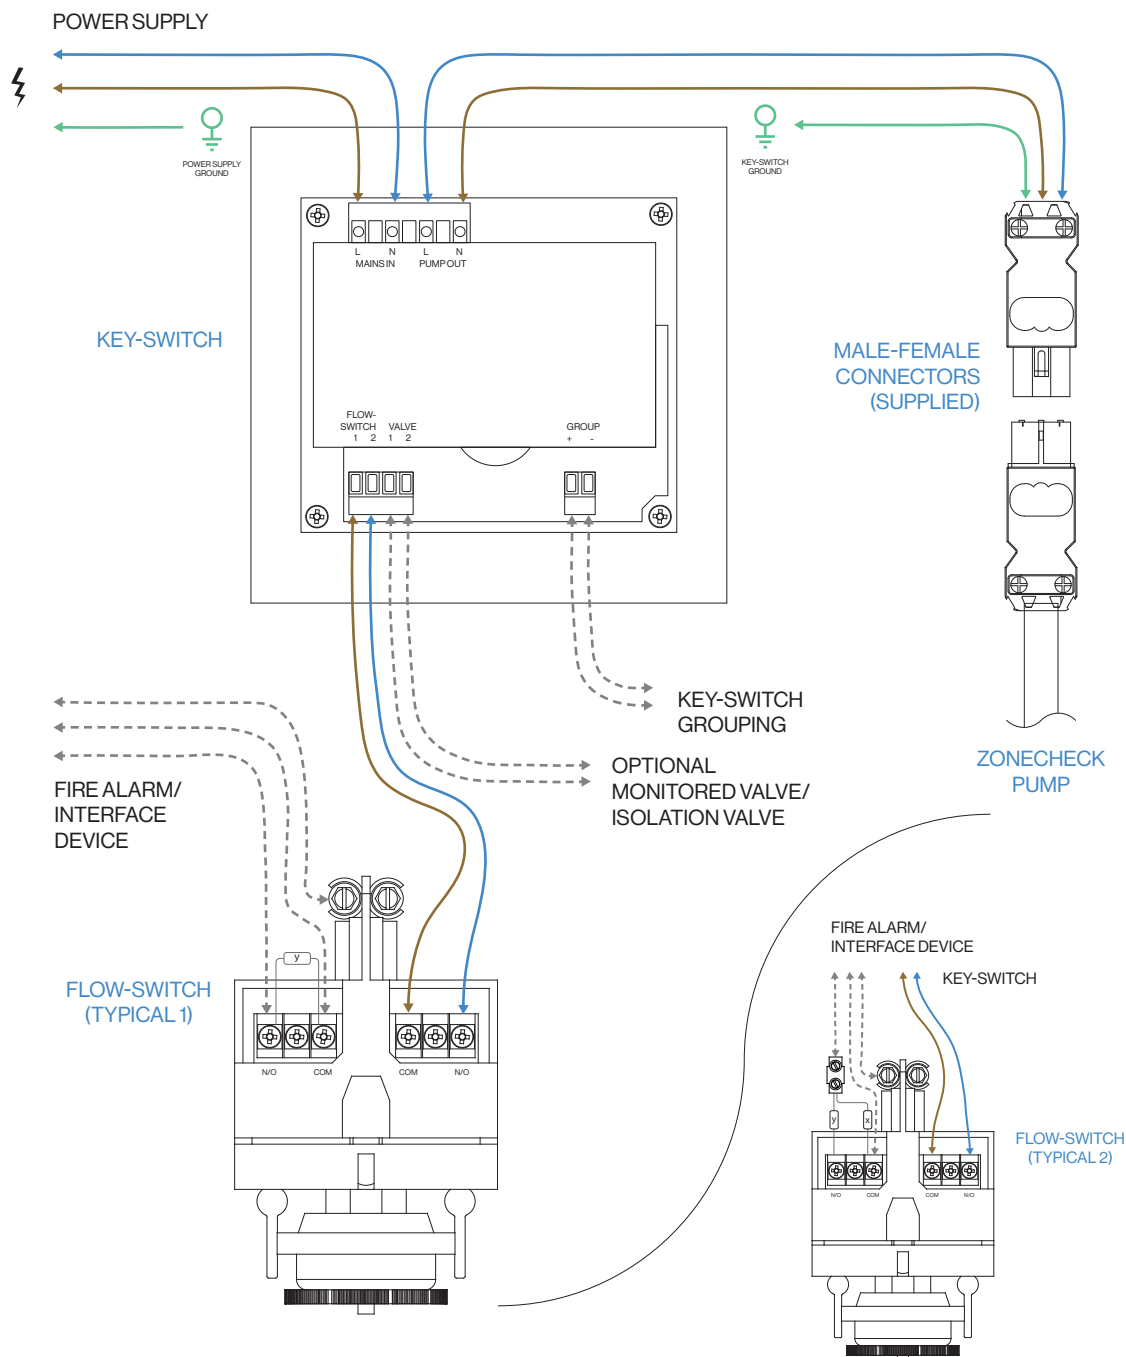 POWER SUPPLY
POWER SUPPLY
GROUND
KEY-SWITCH
GROUND
L N L N
MAINS IN PUMP OUT
KEY-SWITCH
MALE-FEMALE
CONNECTORS
(SUPPLIED)
FLOW-
SWITCH VALVE GROUP
1 2 1 2 + -
KEY-SWITCH
GROUPING
OPTIONAL
MONITORED VALVE/
ISOLATION VALVE
ZONECHECK
PUMP
FIRE ALARM/
INTERFACE
DEVICE
FLOW-SWITCH
(TYPICAL 1)
y
N/O COM COM N/O
FIRE ALARM/
INTERFACE DEVICE
KEY-SWITCH
y x
FLOW-SWITCH
(TYPICAL 2)
N/O COM COM N/O